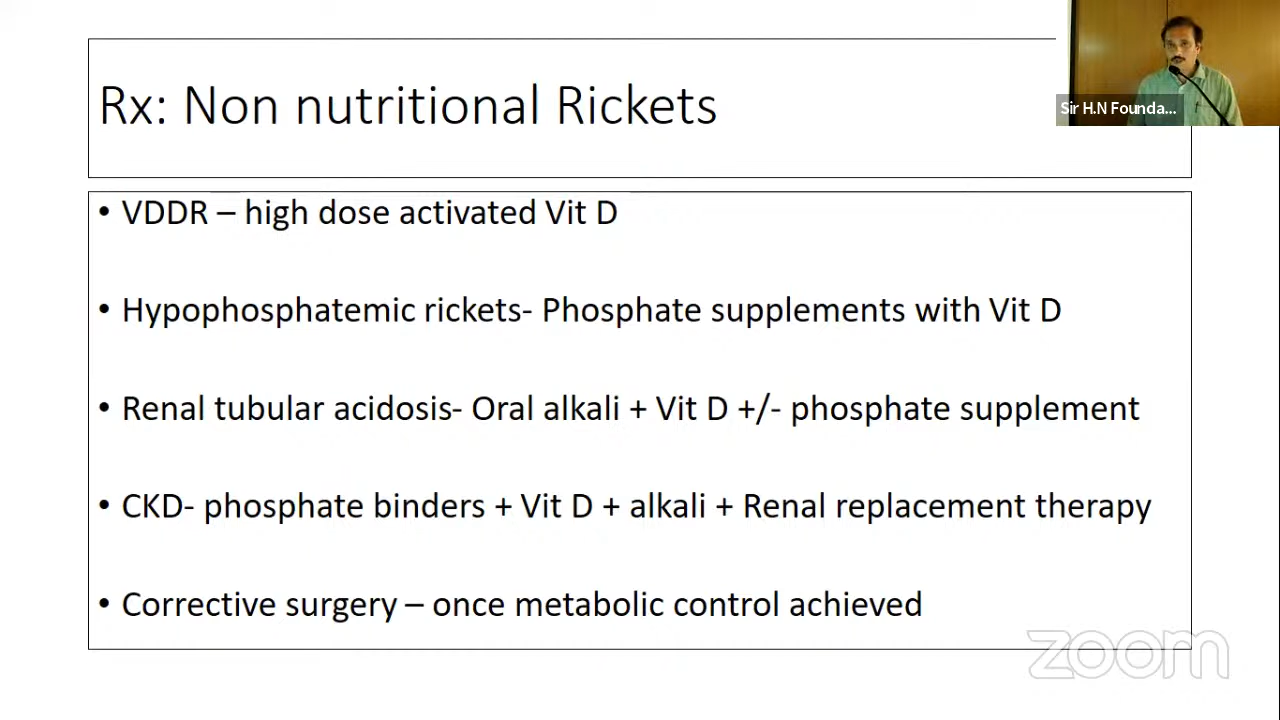 Rx: Non nutritional Rickets
Sir H.N Founda...
• VDDR – high dose activated Vit D
• Hypophosphatemic rickets- Phosphate supplements with Vit D
• Renal tubular acidosis- Oral alkali + Vit D +/- phosphate supplement
• CKD- phosphate binders + Vit D + alkali + Renal replacement therapy
• Corrective surgery – once metabolic control achieved
zoom